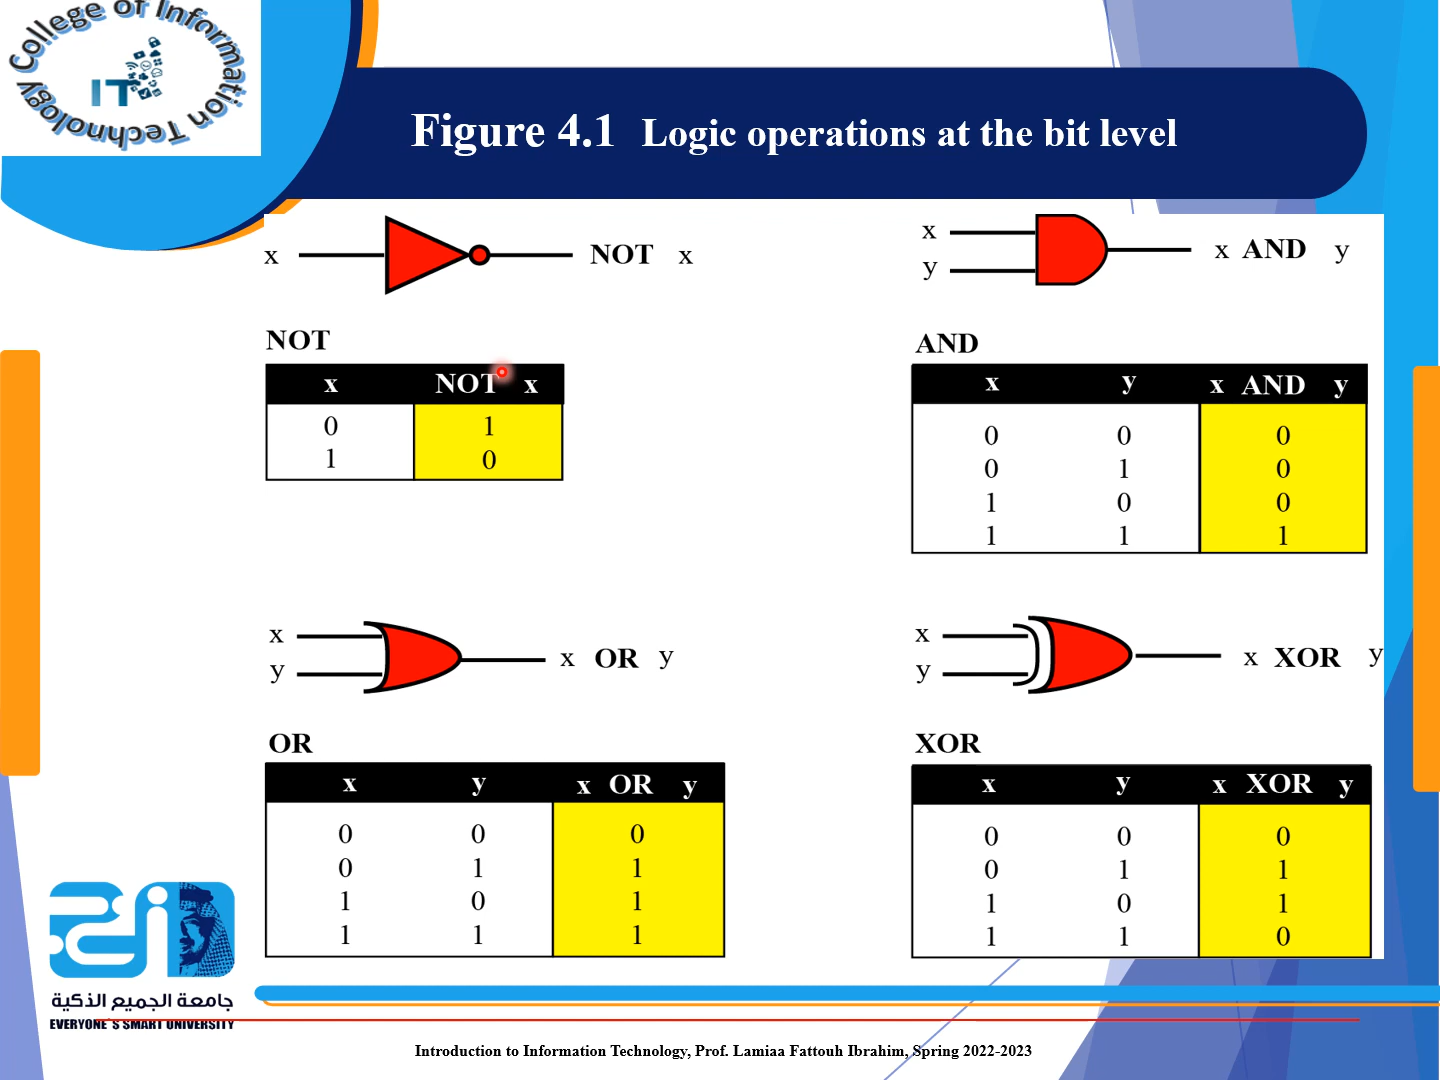 College of Information Technology
IT
Figure 4.1 Logic operations at the bit level
x NOT x
NOT
x NOT x
0 1
1 0
x
y
x AND y
AND
x y x AND y
0 0 0
0 1 0
1 0 0
1 1 1
x
y
x OR y
OR
x y x OR y
0 0 0
0 1 1
1 0 1
1 1 1
x
y
x XOR y
XOR
x y x XOR y
0 0 0
0 1 1
1 0 1
1 1 0
جامعة الجميع الذكية
EVERYONE`S SMART UNIVERSITY
Introduction to Information Technology, Prof. Lamiaa Fattouh Ibrahim, Spring 2022-2023